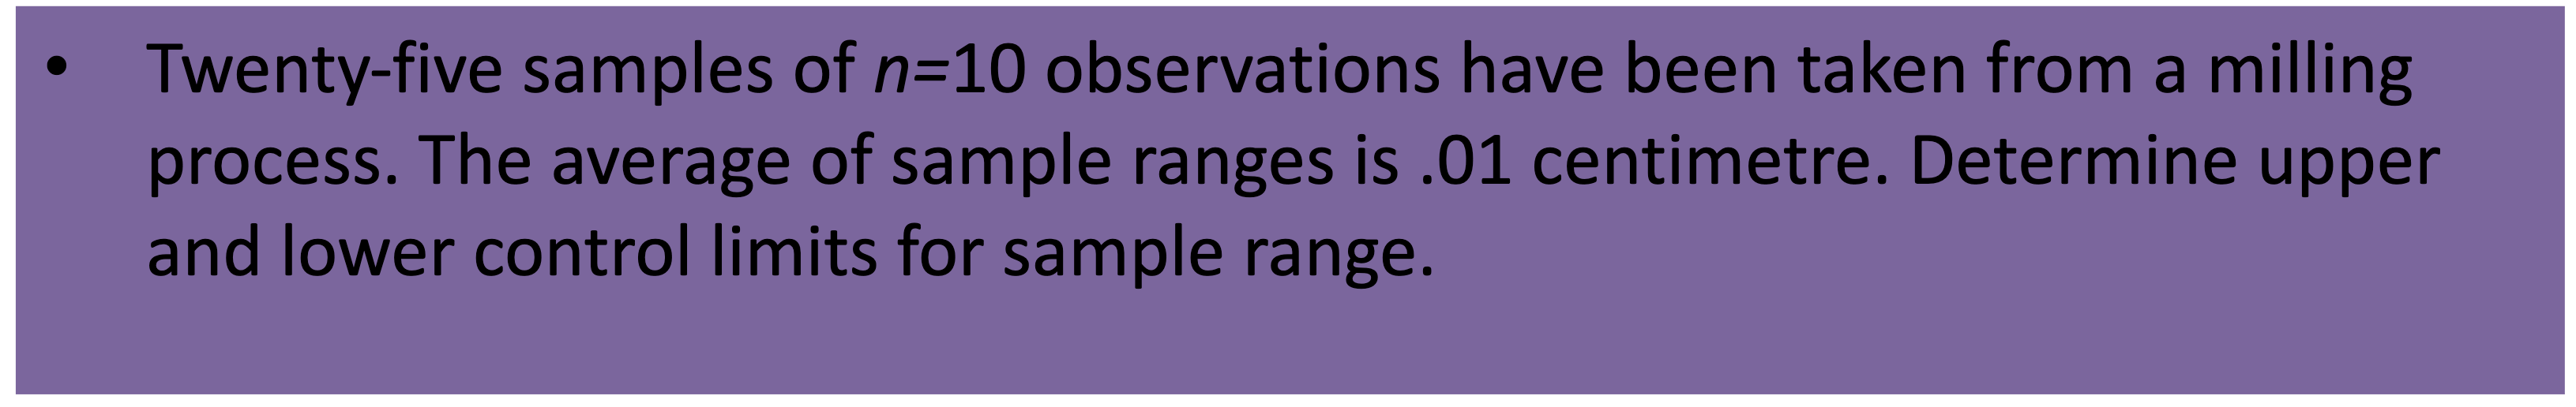 • Twenty-five samples of n=10 observations have been taken from a milling
process. The average of sample ranges is .01 centimetre. Determine upper
and lower control limits for sample range.